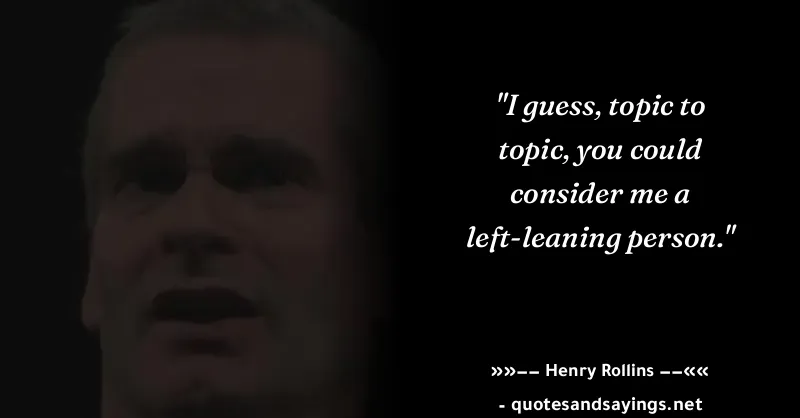 "I guess, topic to
topic, you could
consider me a
left-leaning person."
»»–– Henry Rollins ––««
- quotesandsayings.net